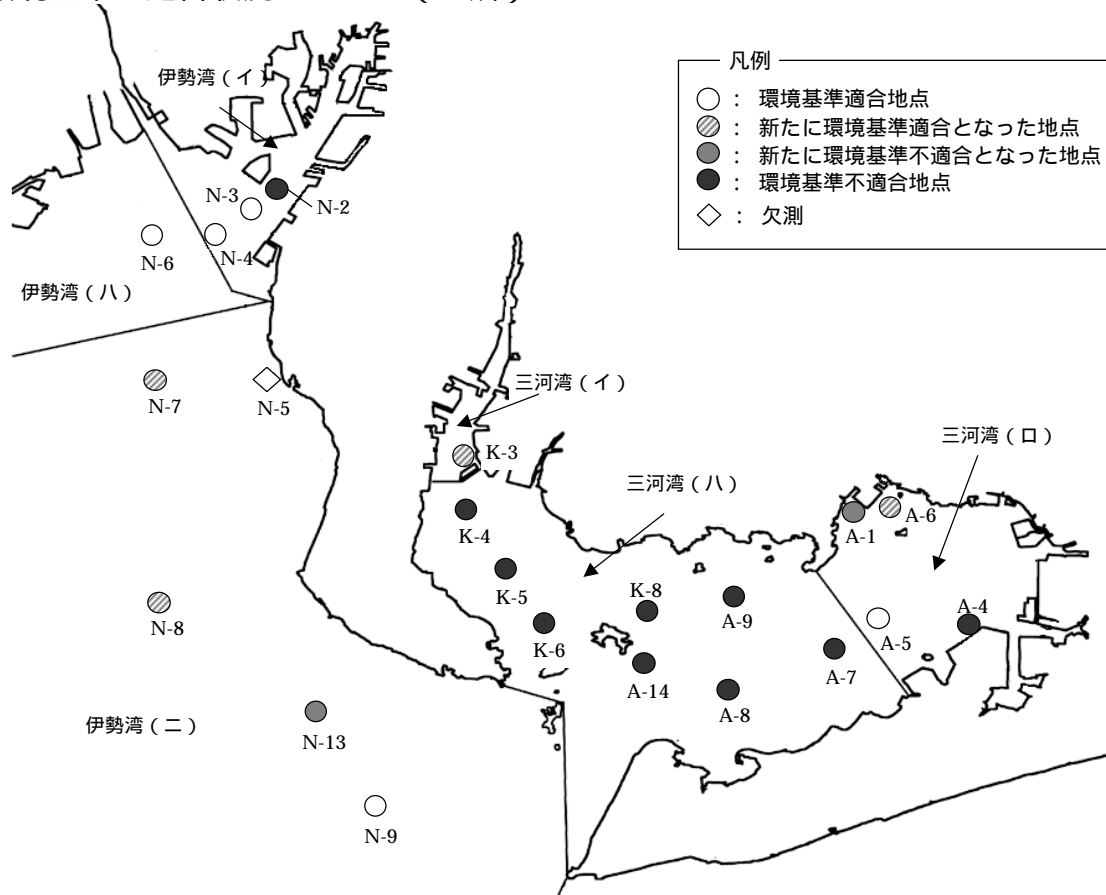 凡例
○ : 環境基準適合地点
: 新たに環境基準適合となった地点
: 新たに環境基準不適合となった地点
● : 環境基準不適合地点
◇ : 欠測
伊勢湾(イ)
N-3
N-2
N-4
N-6
伊勢湾(ハ)
N-7
N-5
三河湾(イ)
K-3
三河湾(ロ)
三河湾(ハ)
A-6
A-1
K-4
K-5
K-8
A-9
A-4
N-8
K-6
A-5
A-14
A-7
A-8
伊勢湾(ニ)
N-13
N-9